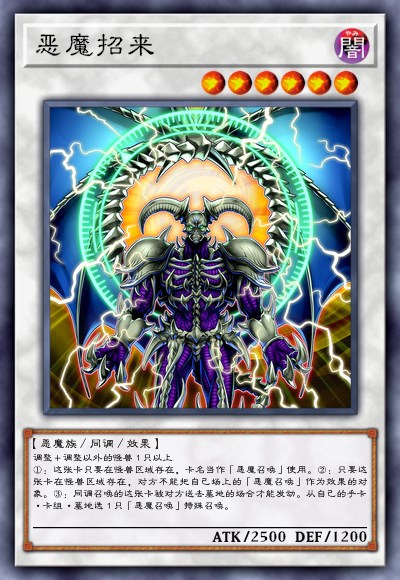 恶魔招来
やみ
闇
【恶魔族／同调／效果】
调整＋调整以外的怪兽１只以上
①：这张卡只要在怪兽区域存在，卡名当作「恶魔召唤」使用。②：只要这
张卡在怪兽区域存在，对方不能把自己场上的「恶魔召唤」作为效果的对
象。③：同调召唤的这张卡被对方送去墓地的场合才能发动。从自己的手卡
·卡组·墓地选１只「恶魔召唤」特殊召唤。
ATK/2500 DEF/1200